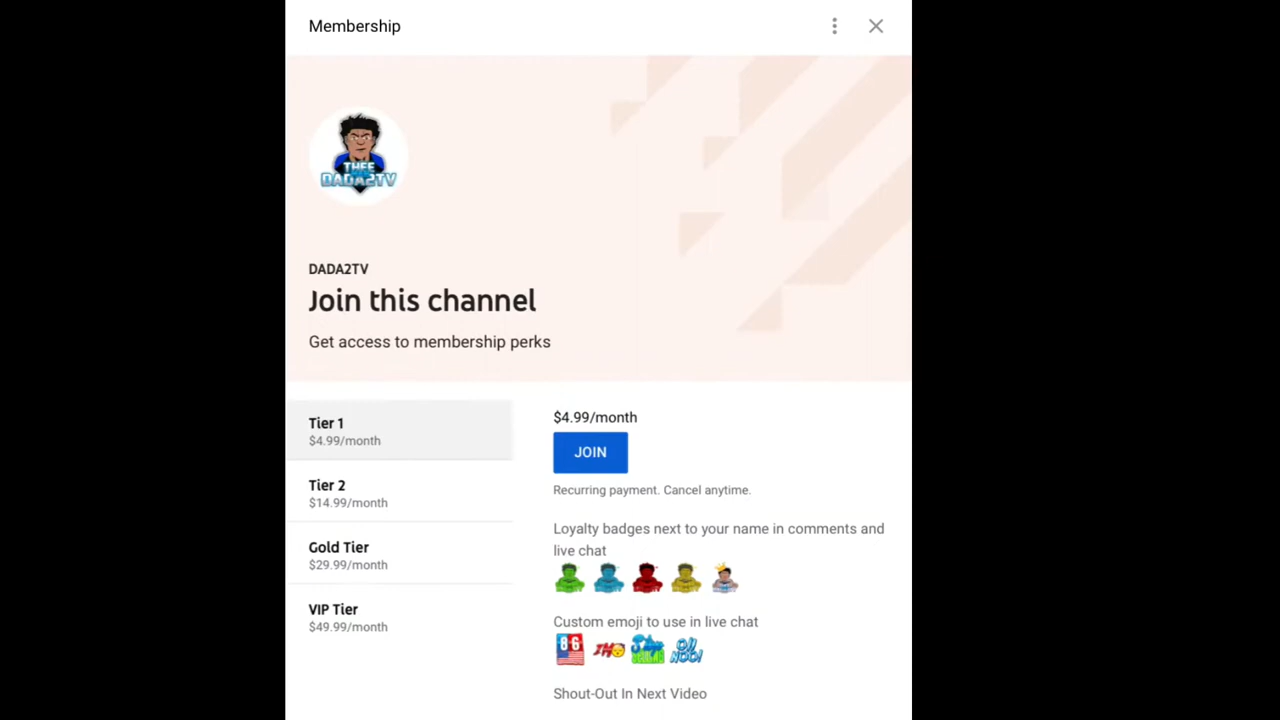 Membership
THEE
DADA2TV
DADA2TV
Join this channel
Get access to membership perks
Tier 1
$4.99/month
Tier 2
$14.99/month
Gold Tier
$29.99/month
VIP Tier
$49.99/month
$4.99/month
JOIN
Recurring payment. Cancel anytime.
Loyalty badges next to your name in comments and
live chat
Custom emoji to use in live chat
86
Shout-Out In Next Video